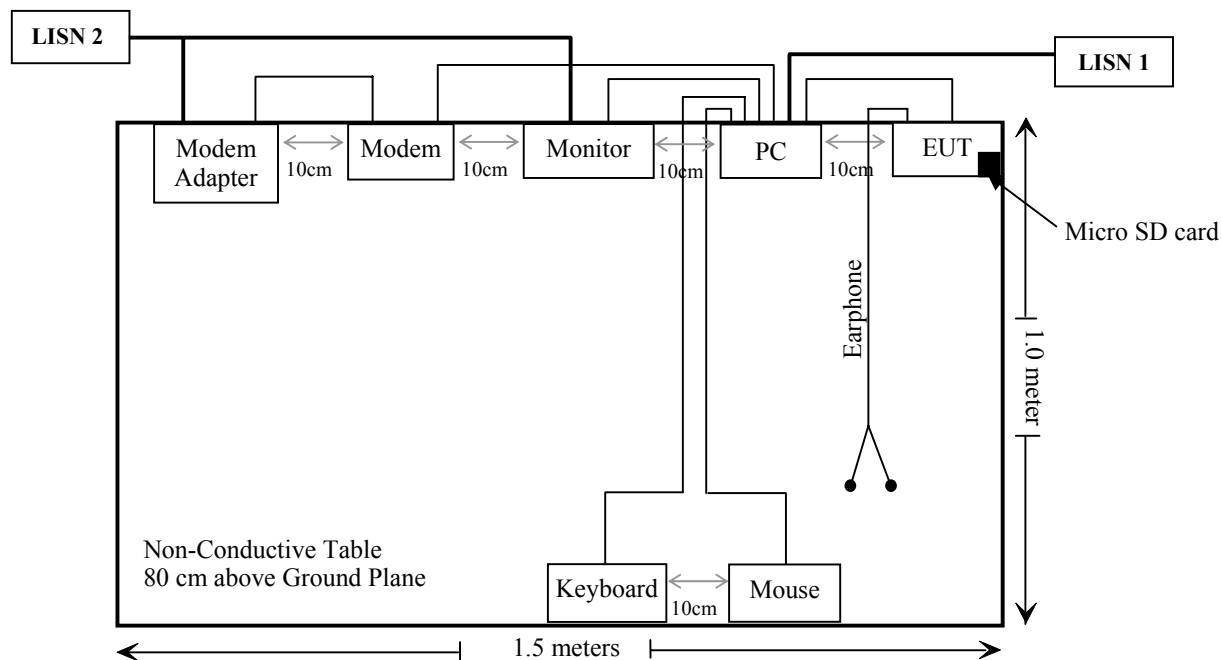 LISN 2
LISN 1
Modem
Adapter
Modem
Monitor
PC
EUT
10cm
10cm
10cm
10cm
Micro SD card
Earphone
1.0 meter
Non-Conductive Table
80 cm above Ground Plane
Keyboard
Mouse
10cm
1.5 meters